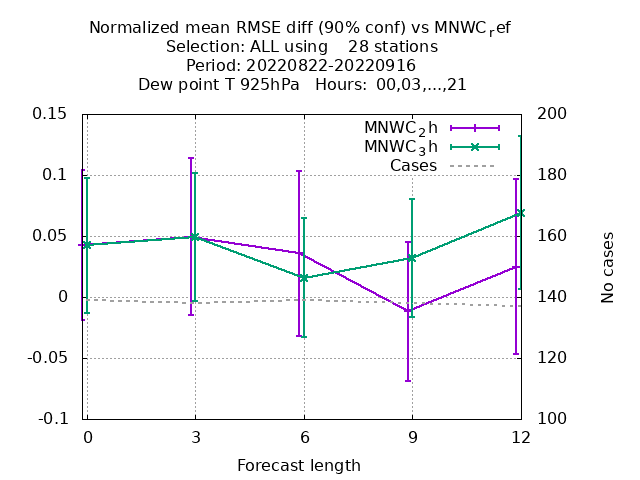 Normalized mean RMSE diff (90% conf) vs MNWC_ref
Selection: ALL using    28 stations
Period: 20220822-20220916
Dew point T 925hPa   Hours: 00,03,...,21
0.15
0.1
0.05
0
-0.05
-0.1
200
180
160
140
120
100
MNWC_2h
MNWC_3h
Cases
No cases
0
3
6
9
12
Forecast length